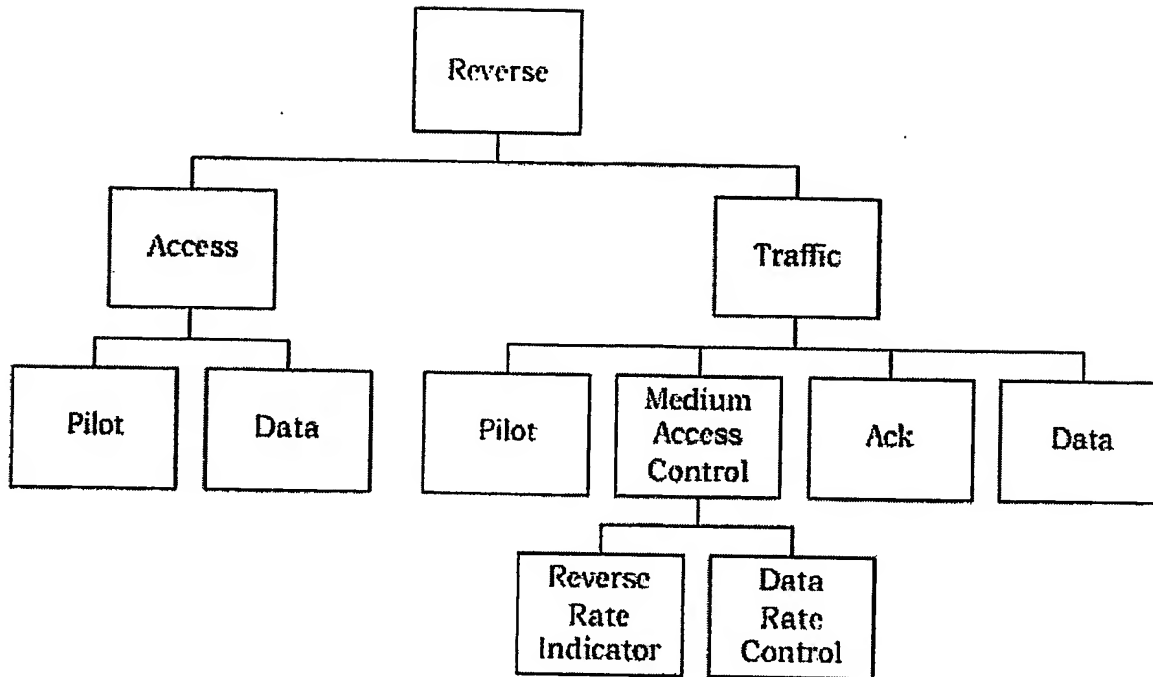 Reverse
Access
Traffic
Pilot
Data
Pilot
Medium
Access
Control
Ack
Data
Reverse
Rate
Indicator
Data
Rate
Control